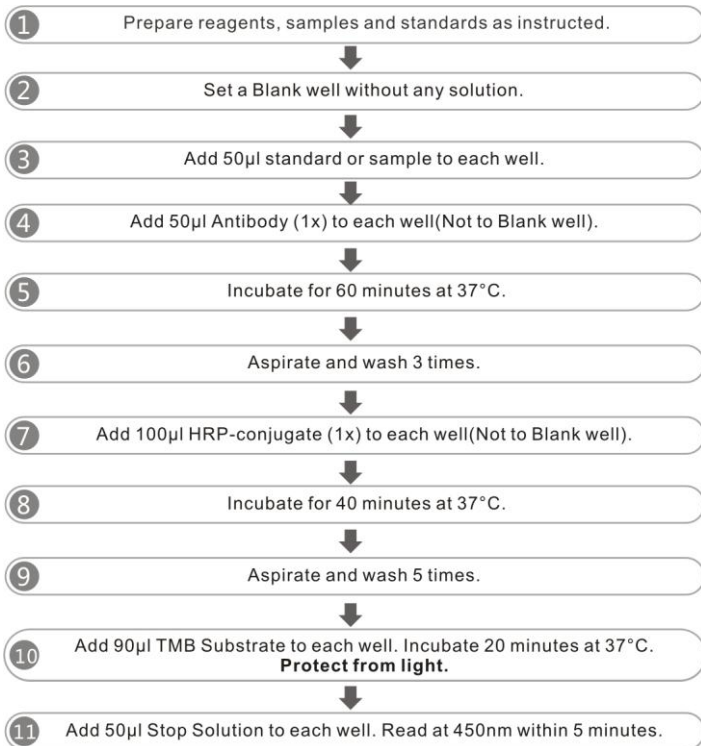 1 Prepare reagents, samples and standards as instructed.
2 Set a Blank well without any solution.
3 Add 50µl standard or sample to each well.
4 Add 50µl Antibody (1x) to each well(Not to Blank well).
5 Incubate for 60 minutes at 37°C.
6 Aspirate and wash 3 times.
7 Add 100µl HRP-conjugate (1x) to each well(Not to Blank well).
8 Incubate for 40 minutes at 37°C.
9 Aspirate and wash 5 times.
10 Add 90µl TMB Substrate to each well. Incubate 20 minutes at 37°C.
Protect from light.
11 Add 50µl Stop Solution to each well. Read at 450nm within 5 minutes.